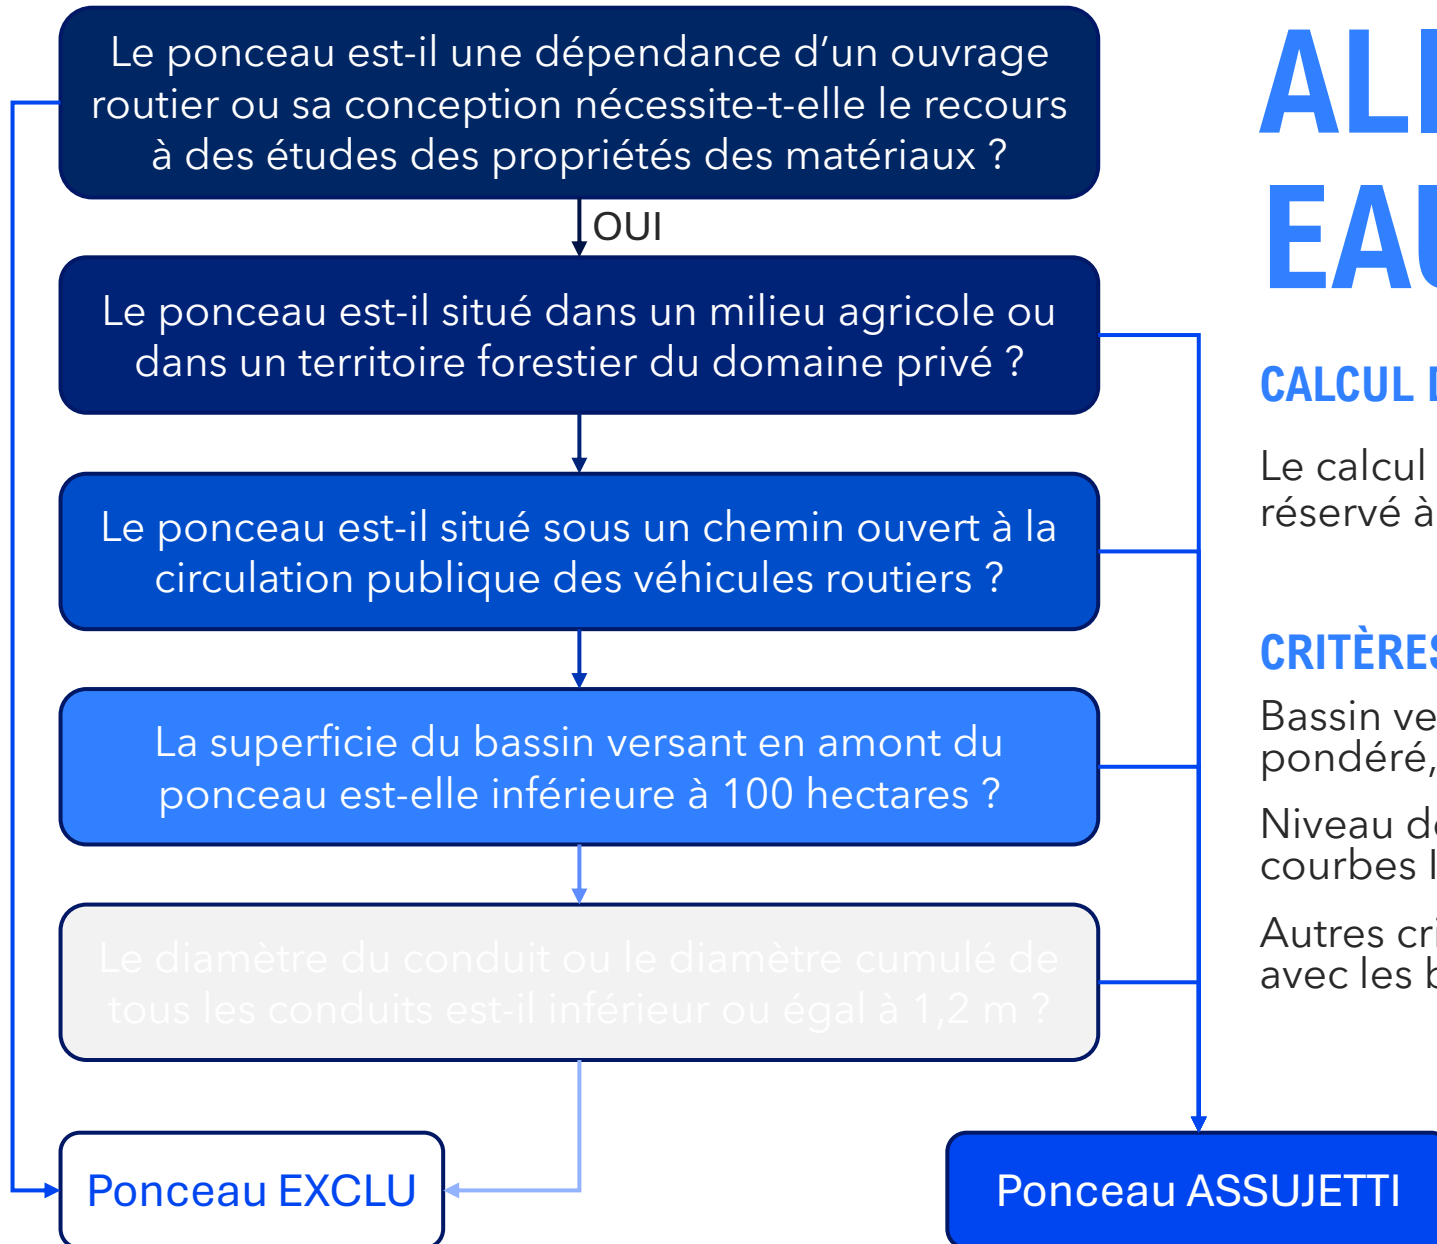 Le ponceau est-il une dépendance d’un ouvrage
routier ou sa conception nécessite-t-elle le recours
à des études des propriétés des matériaux ?
OUI
Le ponceau est-il situé dans un milieu agricole ou
dans un territoire forestier du domaine privé ?
Le ponceau est-il situé sous un chemin ouvert à la
circulation publique des véhicules routiers ?
La superficie du bassin versant en amont du
ponceau est-elle inférieure à 100 hectares ?
Le diamètre du conduit ou le diamètre cumulé de
tous les conduits est-il inférieur ou égal à 1,2 m ?
Ponceau EXCLU
Ponceau ASSUJETTI
CALCUL
Le calcul
réservé à
CRITÈRES
Bassin
pondéré,
Niveau
courbes
Autres
avec les